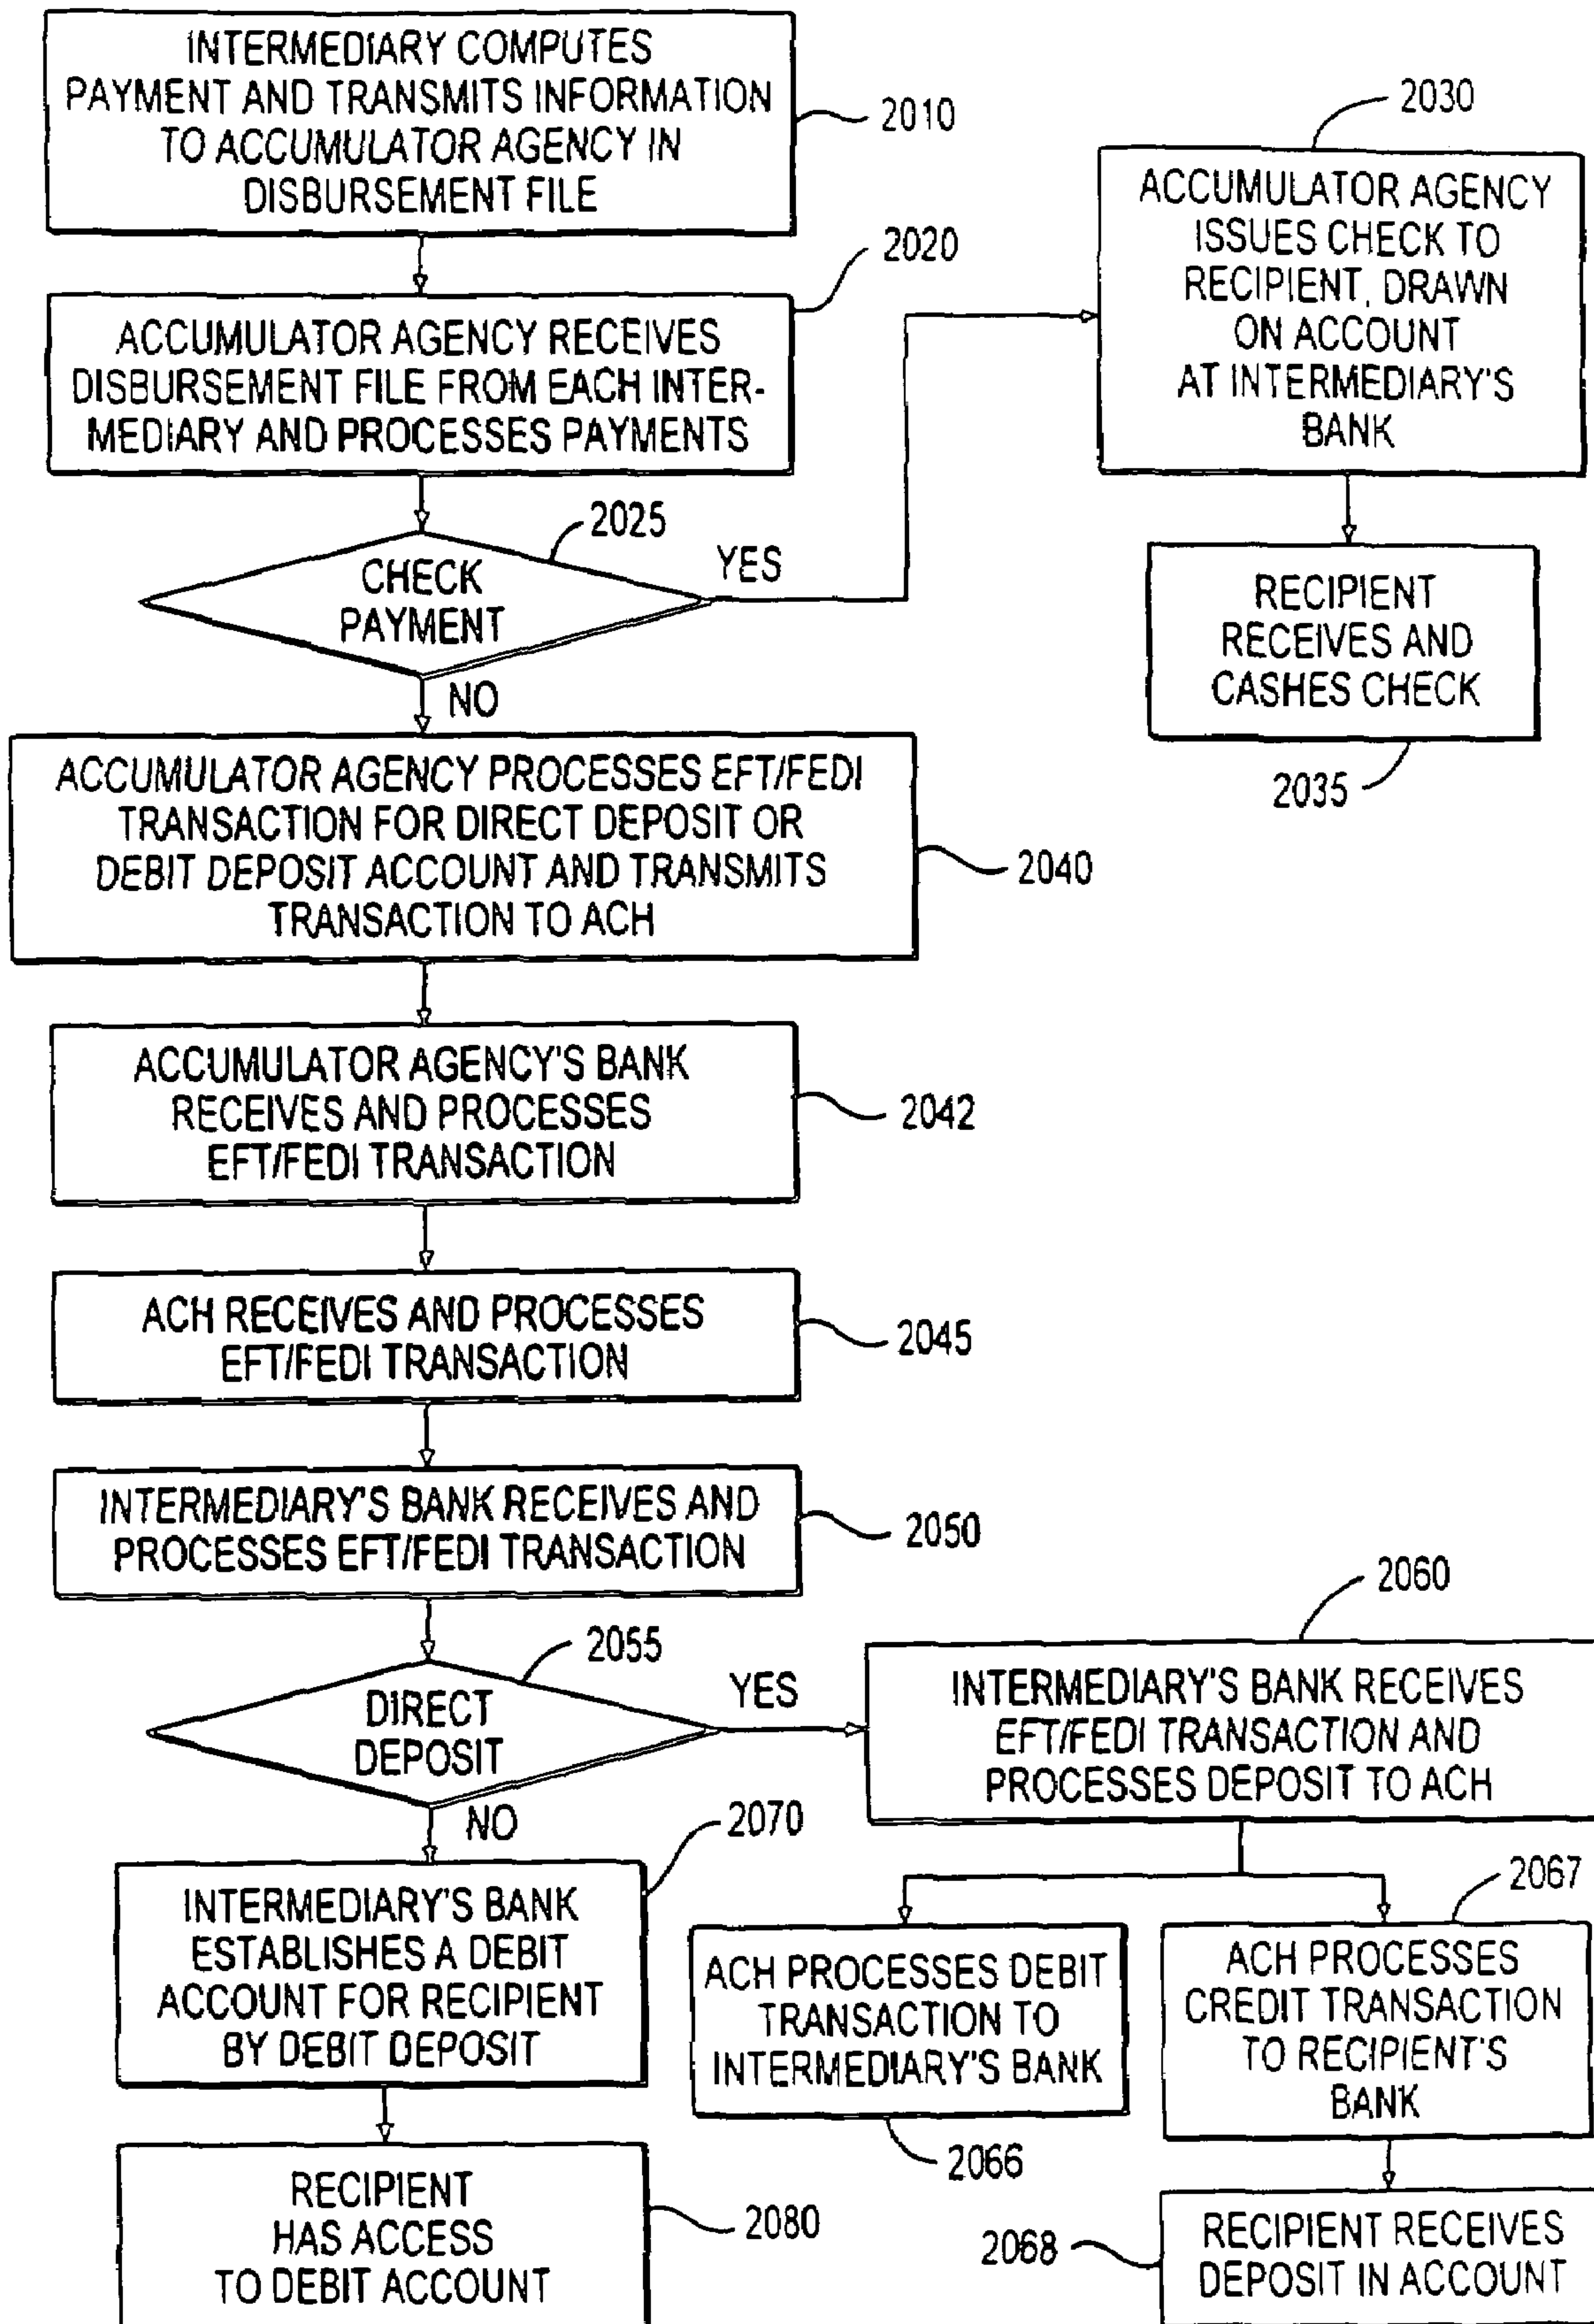 INTERMEDIARY COMPUTES
PAYMENT AND TRANSMITS INFORMATION
TO ACCUMULATOR AGENCY IN
DISBURSEMENT FILE
2010
2020
ACCUMULATOR AGENCY RECEIVES
DISBURSEMENT FILE FROM EACH INTER-
MEDIARY AND PROCESSES PAYMENTS
2025
CHECK
PAYMENT
YES
NO
2030
ACCUMULATOR AGENCY
ISSUES CHECK TO
RECIPIENT, DRAWN
ON ACCOUNT
AT INTERMEDIARY'S
BANK
RECIPIENT
RECEIVES AND
CASHES CHECK
2035
ACCUMULATOR AGENCY PROCESSES EFT/FEDI
TRANSACTION FOR DIRECT DEPOSIT OR
DEBIT DEPOSIT ACCOUNT AND TRANSMITS
TRANSACTION TO ACH
2040
ACCUMULATOR AGENCY'S BANK
RECEIVES AND PROCESSES
EFT/FEDI TRANSACTION
2042
ACH RECEIVES AND PROCESSES
EFT/FEDI TRANSACTION
2045
INTERMEDIARY'S BANK RECEIVES AND
PROCESSES EFT/FEDI TRANSACTION
2050
2055
DIRECT
DEPOSIT
YES
NO
2060
INTERMEDIARY'S BANK RECEIVES
EFT/FEDI TRANSACTION AND
PROCESSES DEPOSIT TO ACH
2070
INTERMEDIARY'S BANK
ESTABLISHES A DEBIT
ACCOUNT FOR RECIPIENT
BY DEBIT DEPOSIT
ACH PROCESSES DEBIT
TRANSACTION TO
INTERMEDIARY'S BANK
2066
2067
ACH PROCESSES
CREDIT TRANSACTION
TO RECIPIENT'S
BANK
RECIPIENT
HAS ACCESS
TO DEBIT ACCOUNT
2080
2068
RECIPIENT RECEIVES
DEPOSIT IN ACCOUNT